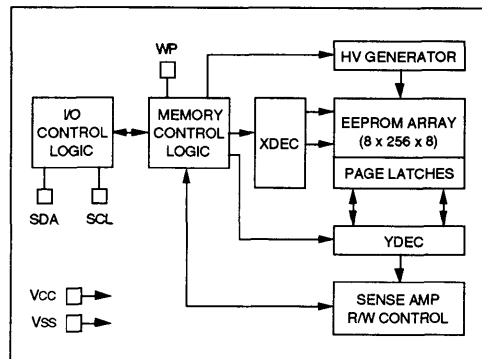 WP
HV GENERATOR
I/O
CONTROL
LOGIC
MEMORY
CONTROL
LOGIC
XDEC
EEPROM ARRAY
(8 x 256 x 8)
PAGE LATCHES
SDA
SCL
YDEC
VCC
VSS
SENSE AMP
R/W CONTROL